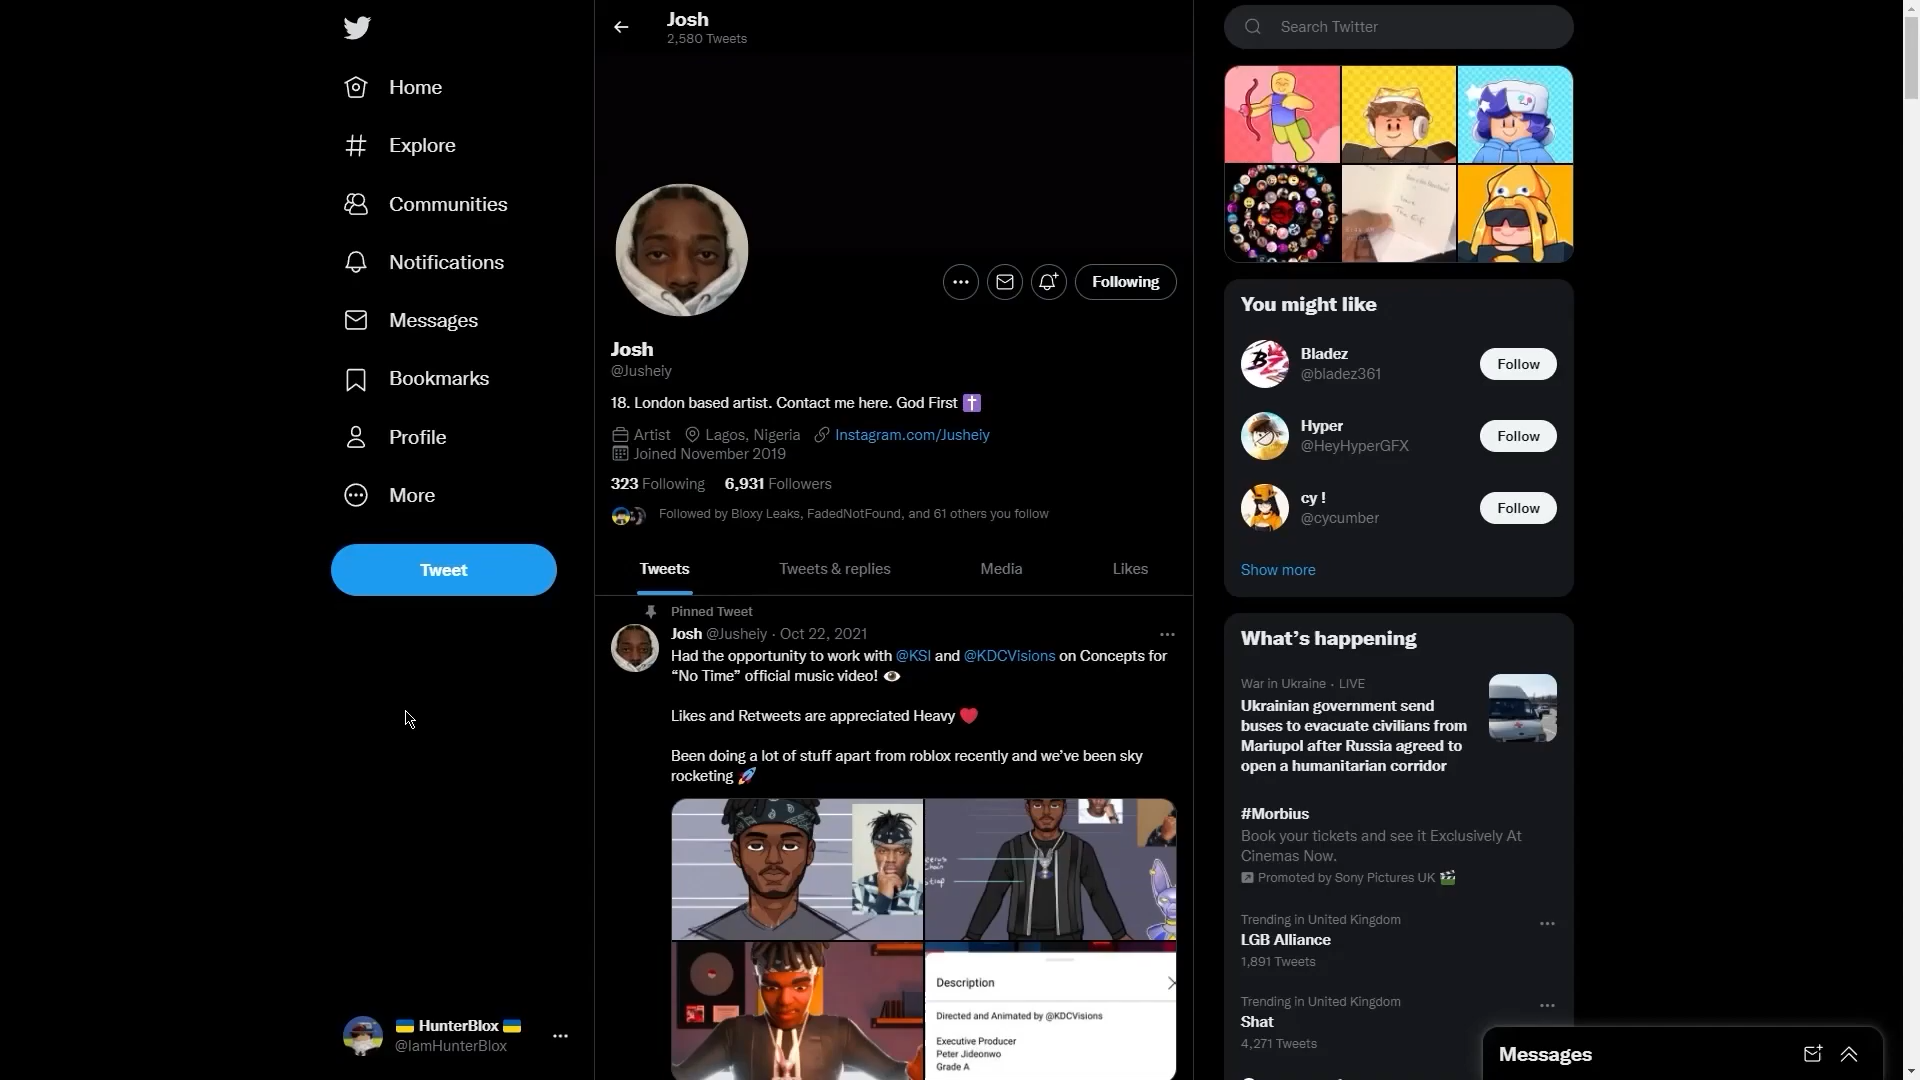 Josh
2,580 Tweets
Search Twitter
Home
Explore
Communities
Notifications
Messages
Bookmarks
Profile
More
Tweet
HunterBlox
@IamHunterBlox
Following
Josh
@Jusheiy
18. London based artist. Contact me here. God First
Artist Lagos, Nigeria Instagram.com/Jusheiy
Joined November 2019
323 Following 6,931 Followers
Followed by Bloxy Leaks, FadedNotFound, and 61 others you follow
Tweets Tweets & replies Media Likes
Pinned Tweet
Josh @Jusheiy · Oct 22, 2021
Had the opportunity to work with @KSI and @KDCVisions on Concepts for
“No Time” official music video!
Likes and Retweets are appreciated Heavy
Been doing a lot of stuff apart from roblox recently and we’ve been sky
rocketing
Description
Directed and Animated by @KDCVisions
Executive Producer
Peter Jideonwo
Grade A
You might like
Bladez
@bladez361
Follow
Hyper
@HeyHyperGFX
Follow
cy !
@cycumber
Follow
Show more
What’s happening
War in Ukraine · LIVE
Ukrainian government send
buses to evacuate civilians from
Mariupol after Russia agreed to
open a humanitarian corridor
#Morbius
Book your tickets and see it Exclusively At
Cinemas Now.
Promoted by Sony Pictures UK
Trending in United Kingdom
LGB Alliance
1,891 Tweets
Trending in United Kingdom
Shat
4,271 Tweets
Messages